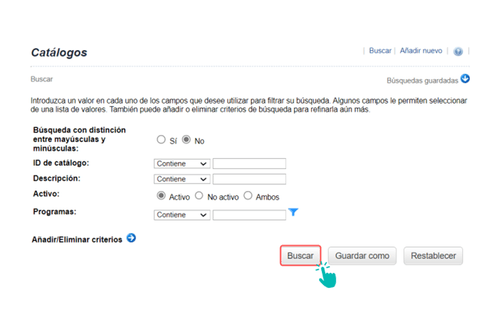 Catálogos
| Buscar | Añadir nuevo | ? |
Buscar
Búsquedas guardadas
Introduzca un valor en cada uno de los campos que desee utilizar para filtrar su búsqueda. Algunos campos le permiten seleccionar
de una lista de valores. También puede añadir o eliminar criterios de búsqueda para refinarla aún más.
Búsqueda con distinción
entre mayúsculas y
minúsculas:
Sí No
ID de catálogo: Contiene
Descripción: Contiene
Activo: Activo No activo Ambos
Programas: Contiene
Añadir/Eliminar criterios
Buscar Guardar como Restablecer